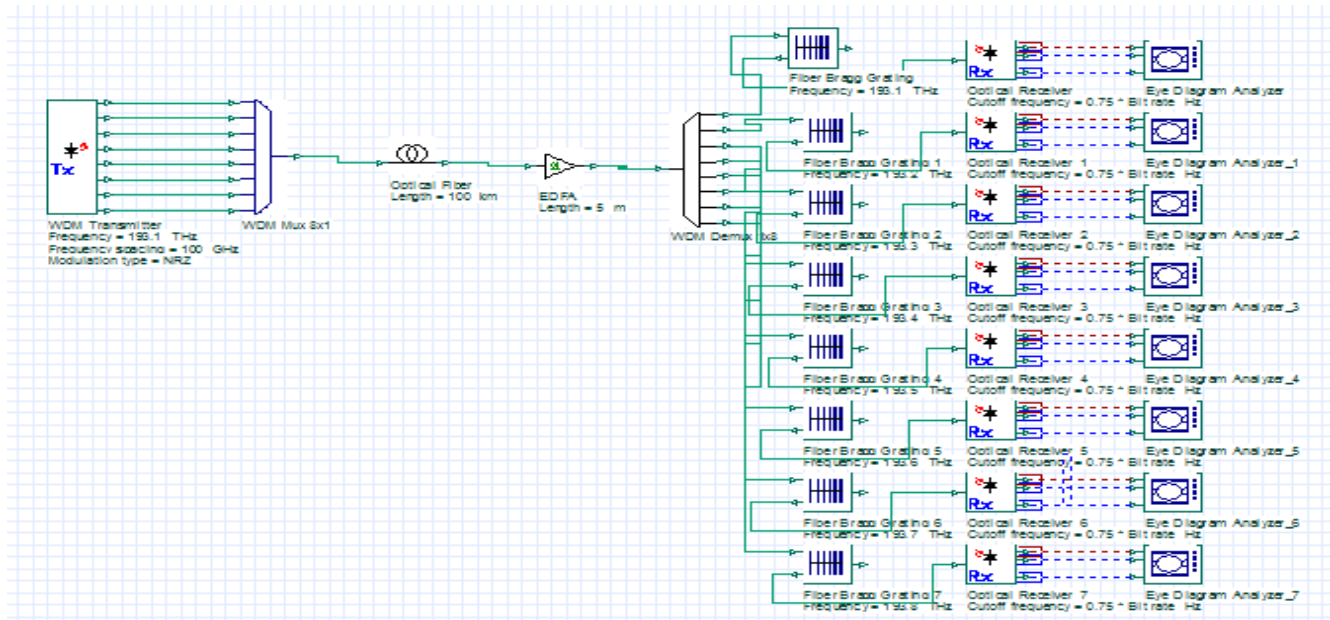 Tx
WDM Transmitter
Frequency = 193.1 THz
Frequency spacing = 100 GHz
Modulation type = NRZ
WDM Mux 8x1
Optical Fiber
Length = 100 km
EDFA
Length = 5 m
WDM Demux 1x8
Fiber Bragg Grating
Frequency = 193.1 THz
Rx
Optical Receiver
Cutoff frequency = 0.75 * Bit rate Hz
Eye Diagram Analyzer
Fiber Bragg Grating 1
Frequency = 193.2 THz
Rx
Optical Receiver 1
Cutoff frequency = 0.75 * Bit rate Hz
Eye Diagram Analyzer_1
Fiber Bragg Grating 2
Frequency = 193.3 THz
Rx
Optical Receiver 2
Cutoff frequency = 0.75 * Bit rate Hz
Eye Diagram Analyzer_2
Fiber Bragg Grating 3
Frequency = 193.4 THz
Rx
Optical Receiver 3
Cutoff frequency = 0.75 * Bit rate Hz
Eye Diagram Analyzer_3
Fiber Bragg Grating 4
Frequency = 193.5 THz
Rx
Optical Receiver 4
Cutoff frequency = 0.75 * Bit rate Hz
Eye Diagram Analyzer_4
Fiber Bragg Grating 5
Frequency = 193.6 THz
Rx
Optical Receiver 5
Cutoff frequency = 0.75 * Bit rate Hz
Eye Diagram Analyzer_5
Fiber Bragg Grating 6
Frequency = 193.7 THz
Rx
Optical Receiver 6
Cutoff frequency = 0.75 * Bit rate Hz
Eye Diagram Analyzer_6
Fiber Bragg Grating 7
Frequency = 193.8 THz
Rx
Optical Receiver 7
Cutoff frequency = 0.75 * Bit rate Hz
Eye Diagram Analyzer_7